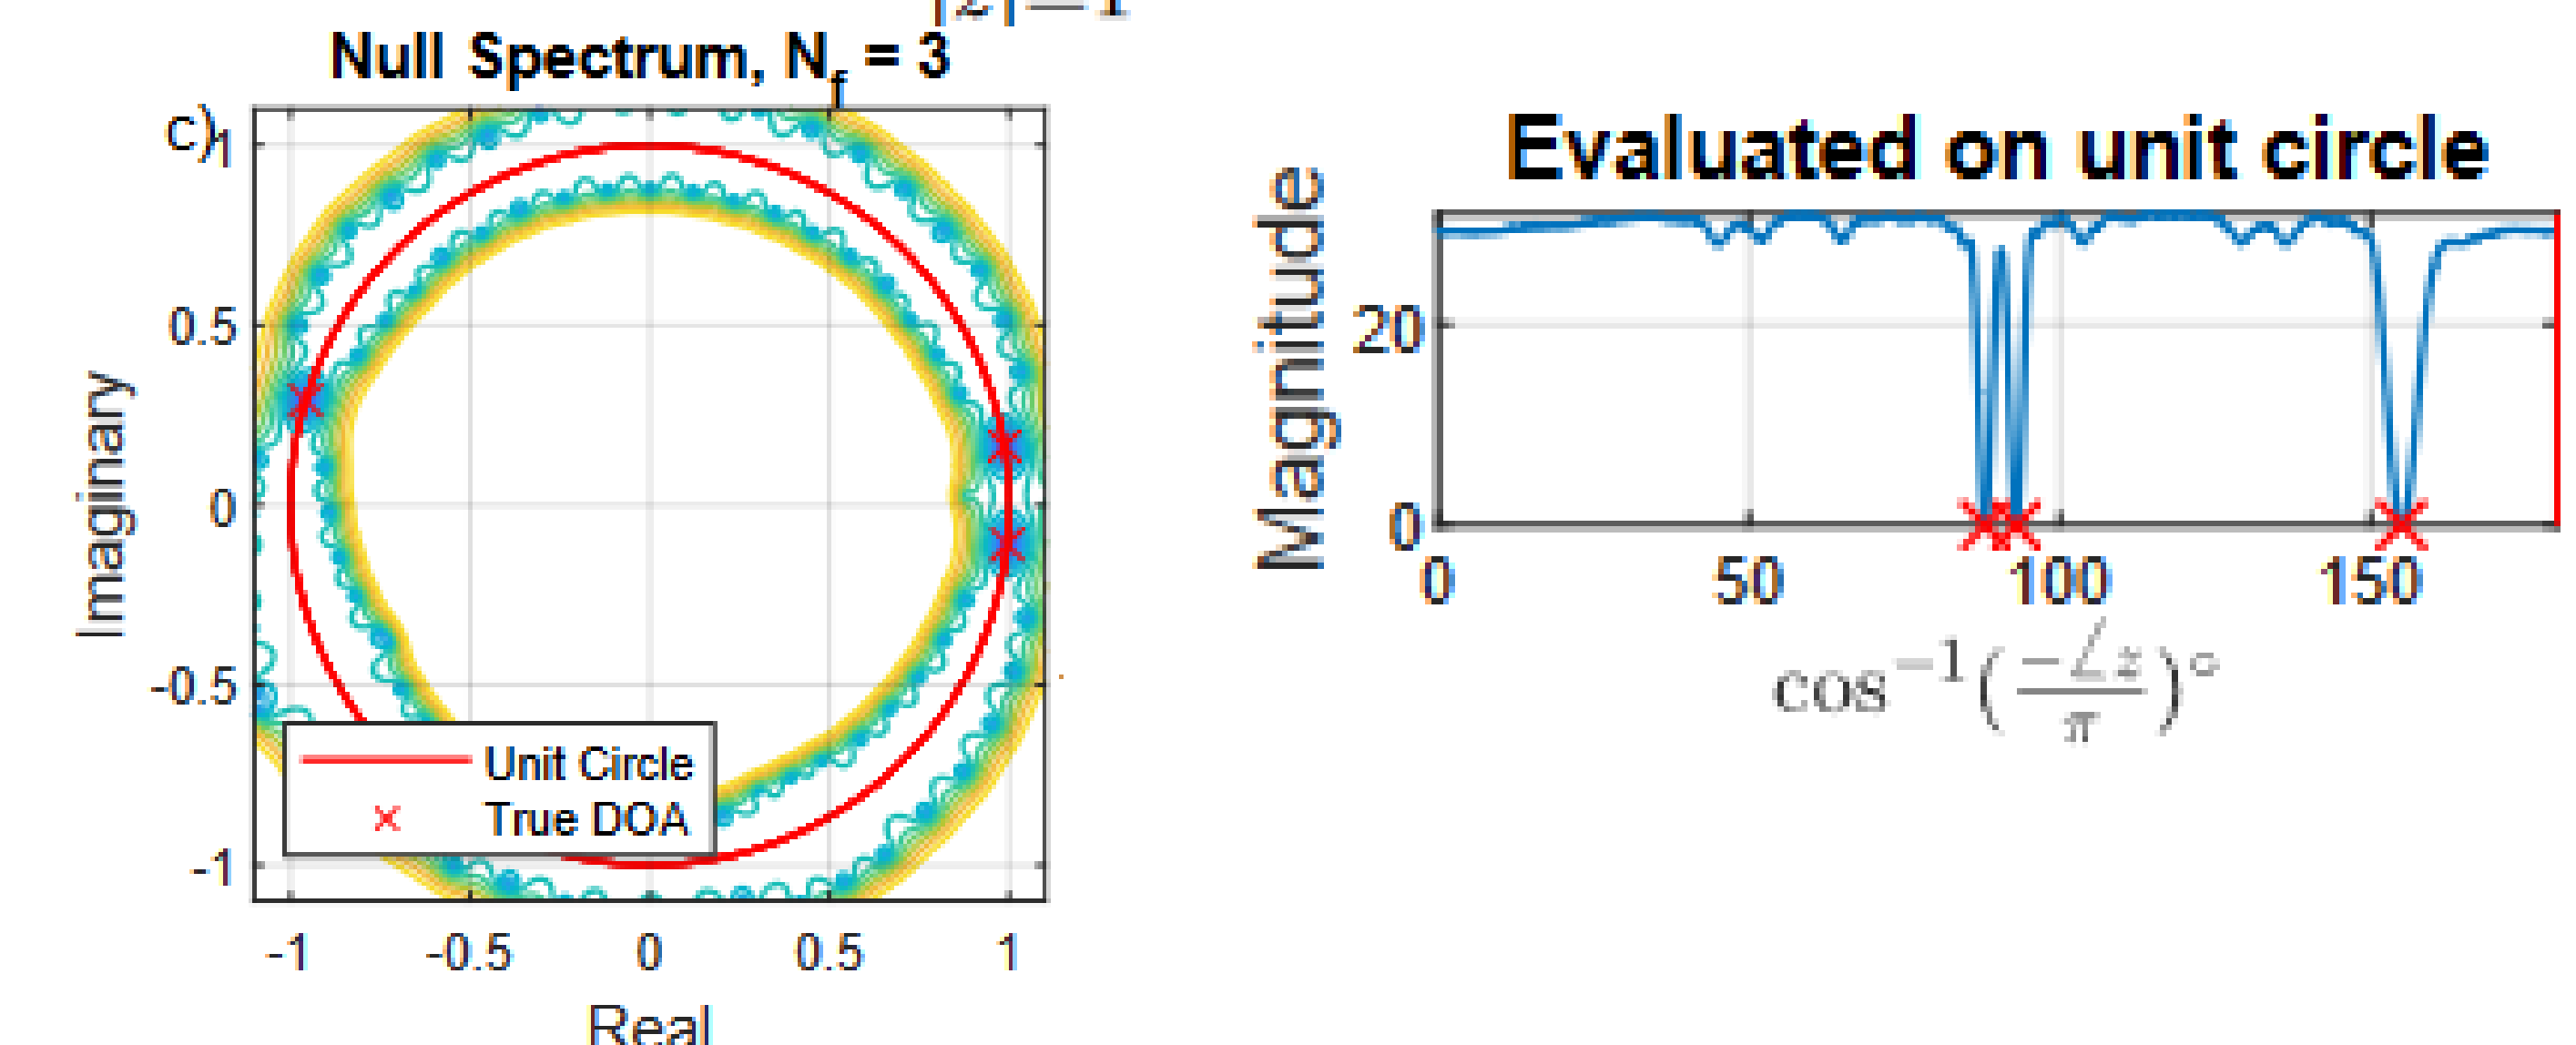 |z|=1
Null Spectrum, N_f = 3
c)
1
0.5
0
-0.5
-1
Imaginary
Unit Circle
True DOA
-1 -0.5 0 0.5 1
Real
Evaluated on unit circle
Magnitude
20
0
0 50 100 150
cos⁻¹(−∠z/π)°